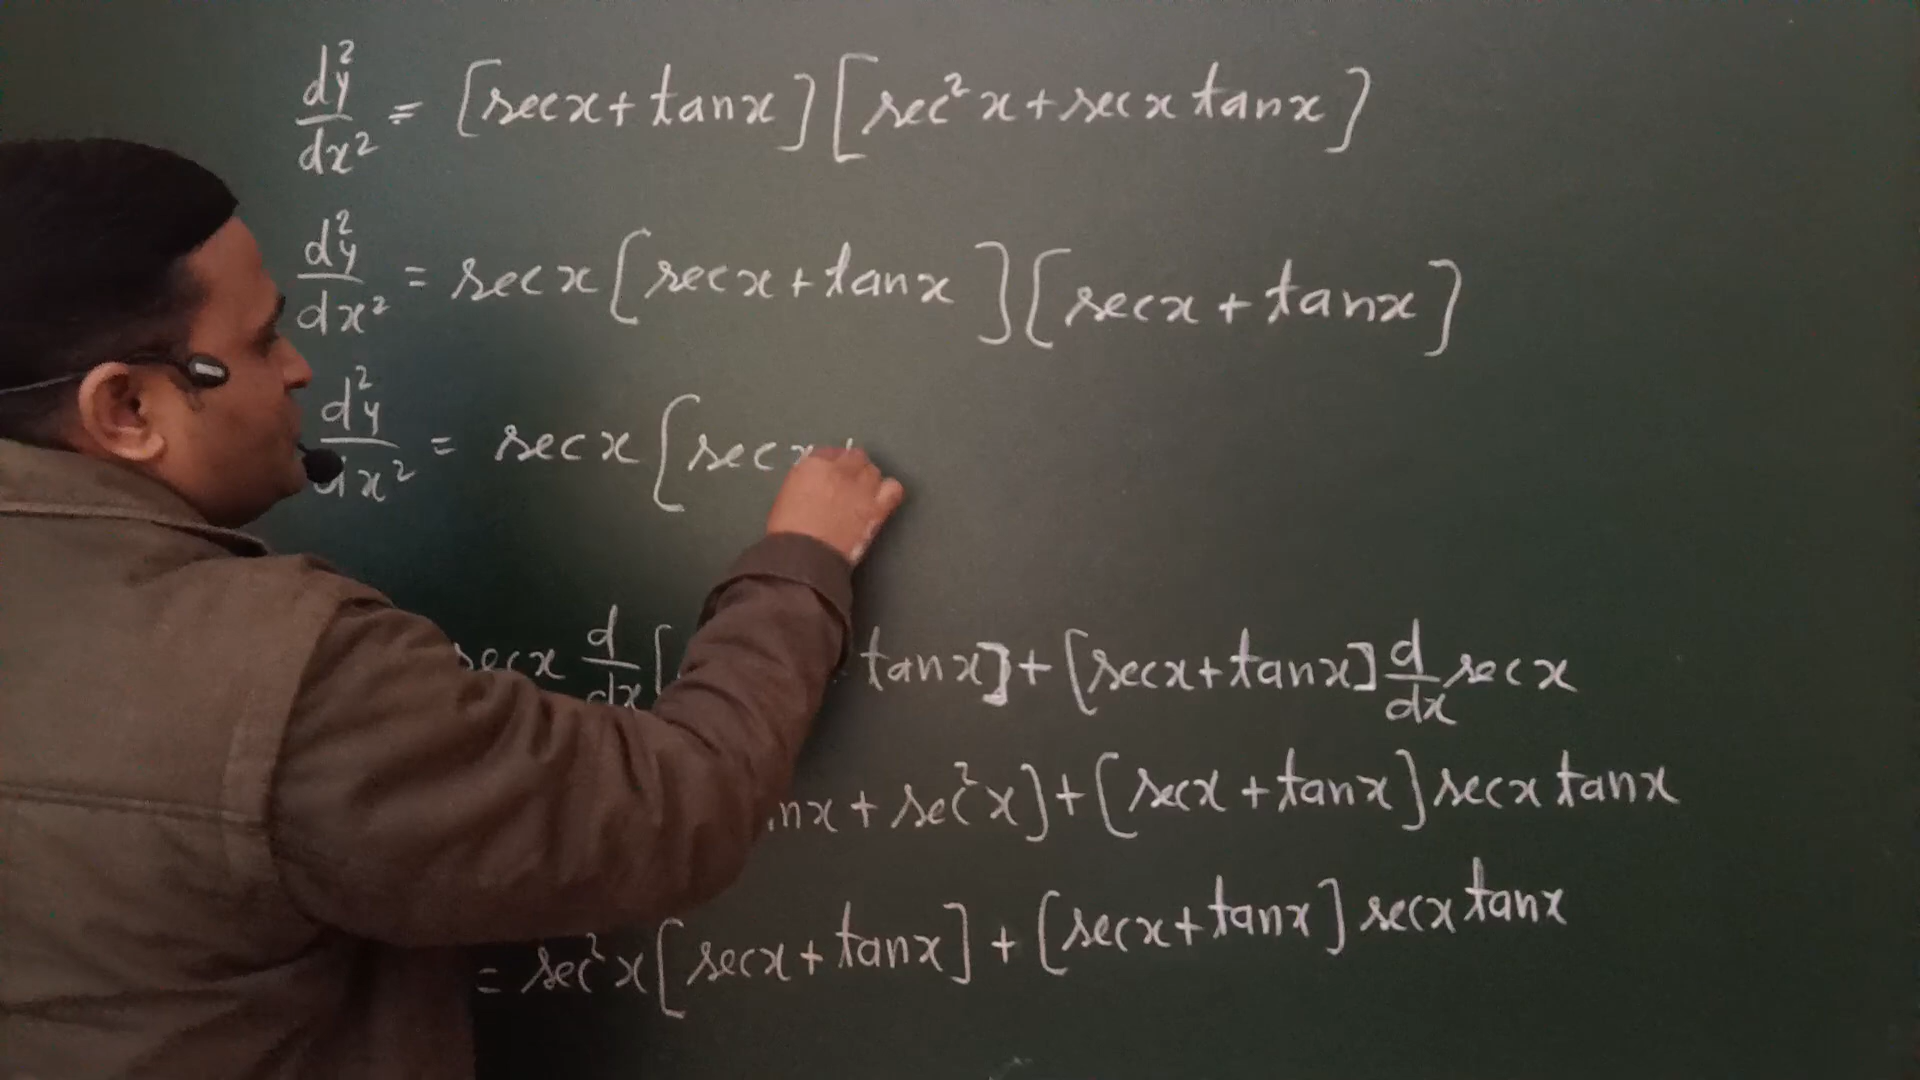 d²y/dx² = [secx + tanx][sec²x + secx tanx]
d²y/dx² = secx[secx + tanx][secx + tanx]
d²y/dx² = secx[secx +
secx d/dx[ tanx] + [secx + tanx] d/dx secx
nx + sec²x] + [secx + tanx] secx tanx
= sec²x[secx + tanx] + [secx + tanx] secx tanx